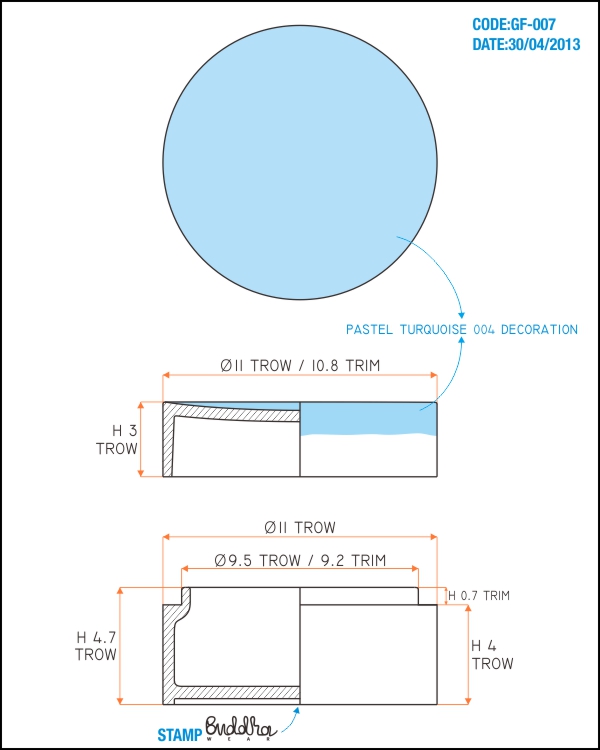 CODE:GF-007
DATE:30/04/2013
PASTEL TURQUOISE 004 DECORATION
Ø11 TROW / 10.8 TRIM
H 3
TROW
Ø11 TROW
Ø9.5 TROW / 9.2 TRIM
H 0.7 TRIM
H 4.7
TROW
H 4
TROW
STAMP Buddha
WEAR